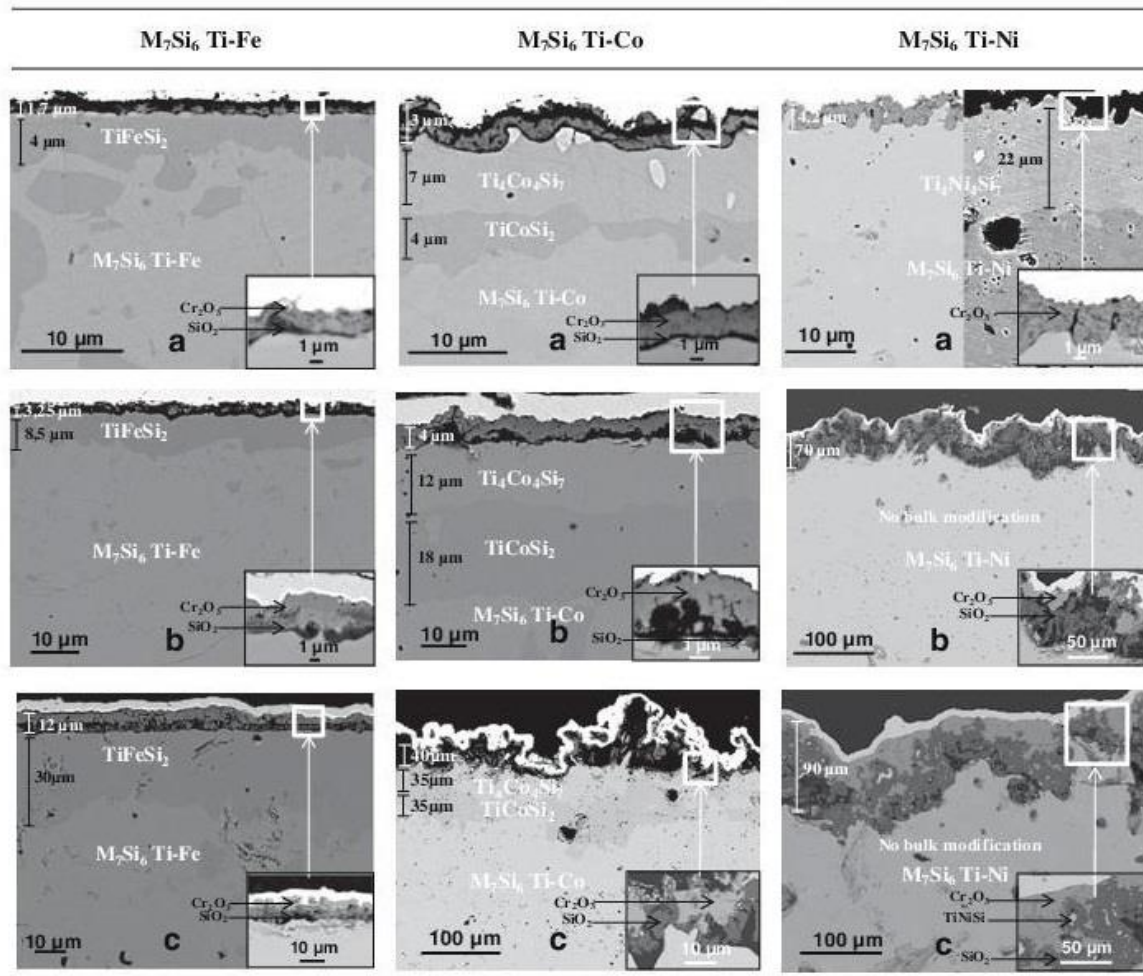 M₇Si₆ Ti-Fe M₇Si₆ Ti-Co M₇Si₆ Ti-Ni
1,7 µm
TiFeSi₂
4 µm
M₇Si₆ Ti-Fe
Cr₂O₃
SiO₂
10 µm
a
1 µm
3 µm
7 µm
Ti₄Co₄Si₇
4 µm
TiCoSi₂
M₇Si₆ Ti-Co
Cr₂O₃
SiO₂
10 µm
a
1 µm
4,2 µm
22 µm
Ti₄Ni₄Si₇
M₇Si₆ Ti-Ni
Cr₂O₃
10 µm
a
1 µm
3,25 µm
TiFeSi₂
8,5 µm
M₇Si₆ Ti-Fe
Cr₂O₃
SiO₂
10 µm
b
1 µm
4 µm
Ti₄Co₄Si₇
12 µm
TiCoSi₂
18 µm
Cr₂O₃
M₇Si₆ Ti-Co
SiO₂
10 µm
b
1 µm
70 µm
No bulk modification
M₇Si₆ Ti-Ni
Cr₂O₃
SiO₂
100 µm
b
50 µm
12 µm
TiFeSi₂
30µm
M₇Si₆ Ti-Fe
Cr₂O₃
SiO₂
10 µm
c
10 µm
40µm
35µm
Ti₄Co₄Si₇
35µm
TiCoSi₂
M₇Si₆ Ti-Co
Cr₂O₃
SiO₂
100 µm
c
10 µm
90 µm
No bulk modification
M₇Si₆ Ti-Ni
Cr₂O₃
TiNiSi
SiO₂
100 µm
c
50 µm